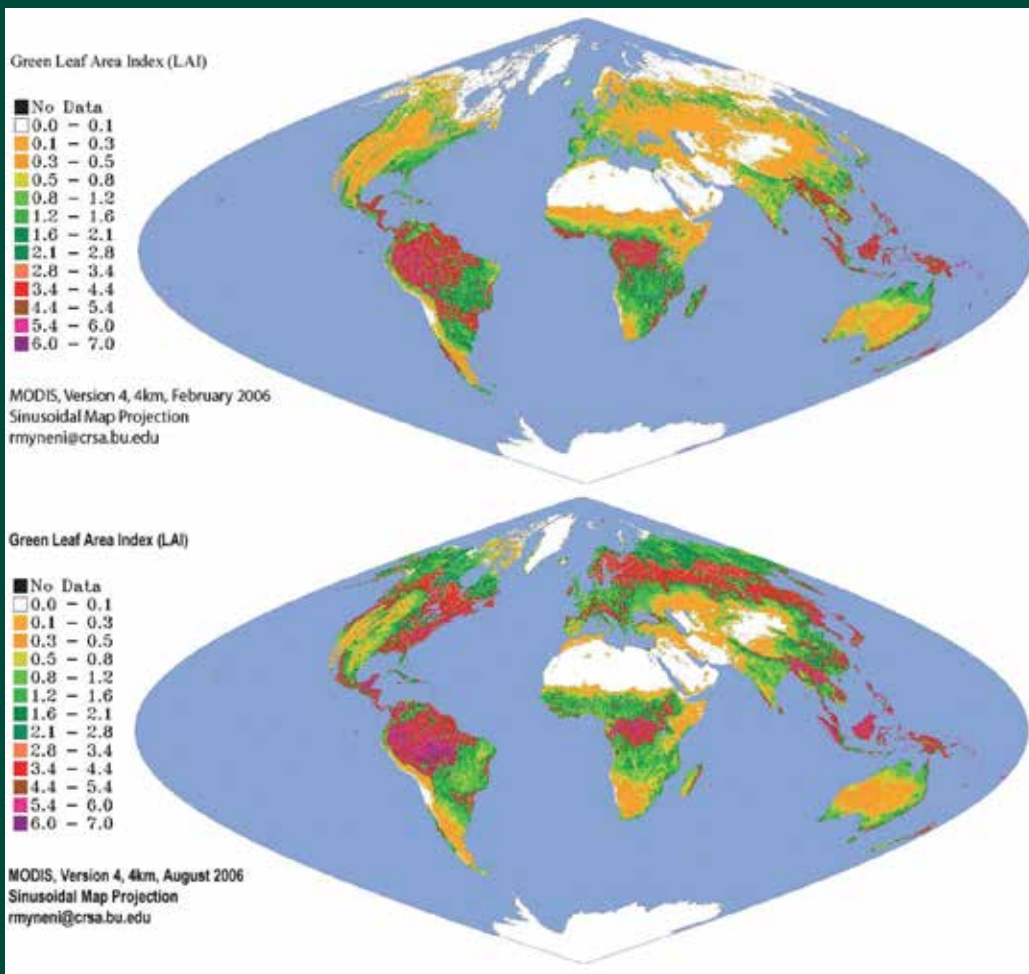 Green Leaf Area Index (LAI)
No Data
0.0 - 0.1
0.1 - 0.3
0.3 - 0.5
0.5 - 0.8
0.8 - 1.2
1.2 - 1.6
1.6 - 2.1
2.1 - 2.8
2.8 - 3.4
3.4 - 4.4
4.4 - 5.4
5.4 - 6.0
6.0 - 7.0
MODIS, Version 4, 4km, February 2006
Sinusoidal Map Projection
rmyneni@crsa.bu.edu
Green Leaf Area Index (LAI)
No Data
0.0 - 0.1
0.1 - 0.3
0.3 - 0.5
0.5 - 0.8
0.8 - 1.2
1.2 - 1.6
1.6 - 2.1
2.1 - 2.8
2.8 - 3.4
3.4 - 4.4
4.4 - 5.4
5.4 - 6.0
6.0 - 7.0
MODIS, Version 4, 4km, August 2006
Sinusoidal Map Projection
rmyneni@crsa.bu.edu